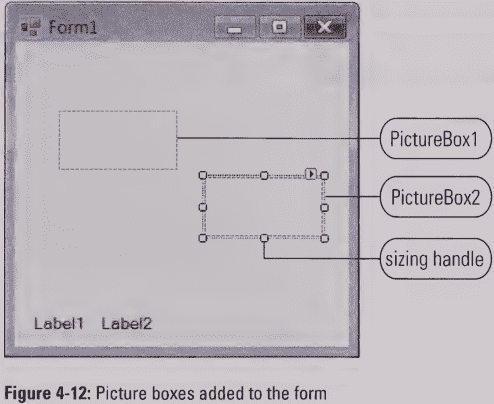 Form1
PictureBox1
PictureBox2
sizing handle
Label1 Label2
Figure 4-12: Picture boxes added to the form